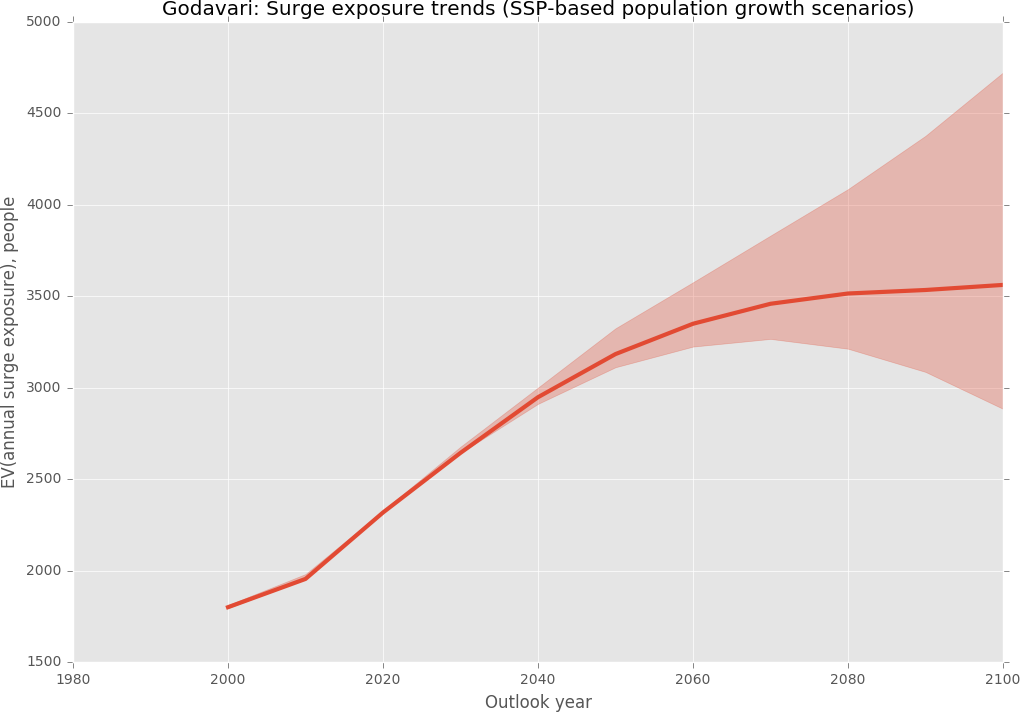 Godavari: Surge exposure trends (SSP-based population growth scenarios)
EV(annual surge exposure), people
5000
4500
4000
3500
3000
2500
2000
1500
1980 2000 2020 2040 2060 2080 2100
Outlook year